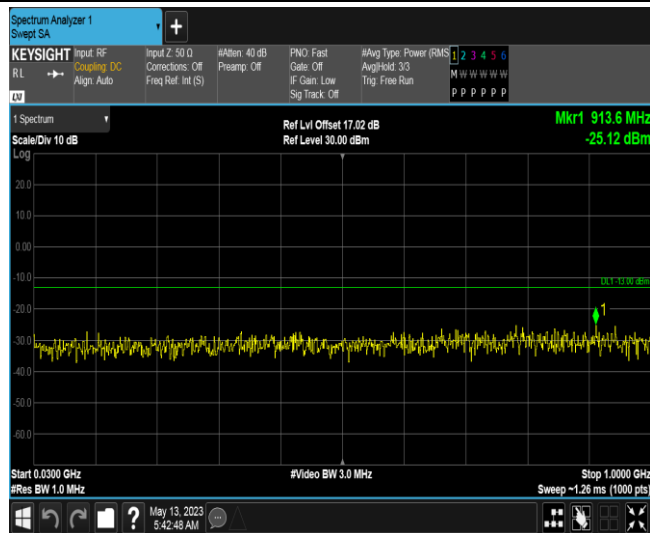 Spectrum Analyzer 1
Swept SA
+
KEYSIGHT
RL
Input: RF
Coupling: DC
Align: Auto
Input Z: 50 Ω
Corrections: Off
Freq Ref: Int (S)
#Atten: 40 dB
Preamp: Off
PNO: Fast
Gate: Off
IF Gain: Low
Sig Track: Off
#Avg Type: Power (RMS
Avg|Hold: 3/3
Trig: Free Run
1 2 3 4 5 6
M W W W W W
P P P P P P
1 Spectrum
Scale/Div 10 dB
Ref Lvl Offset 17.02 dB
Ref Level 30.00 dBm
Mkr1 913.6 MHz
-25.12 dBm
Log
20.0
10.0
0.00
-10.0
DL1 -13.00 dBm
-20.0
1
-30.0
-40.0
-50.0
-60.0
Start 0.0300 GHz
#Video BW 3.0 MHz
Stop 1.0000 GHz
#Res BW 1.0 MHz
Sweep ~1.26 ms (1000 pts)
?
May 13, 2023
5:42:48 AM